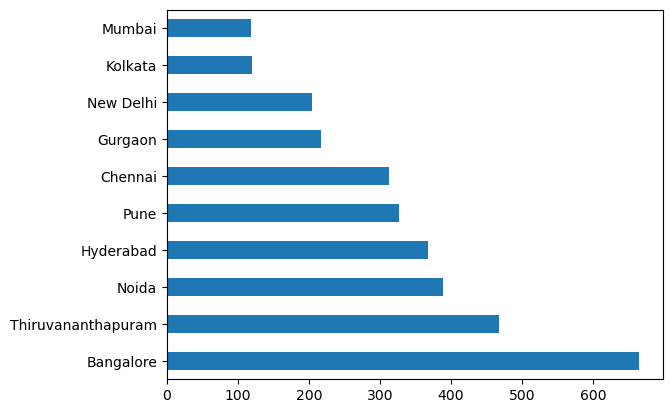 Mumbai
Kolkata
New Delhi
Gurgaon
Chennai
Pune
Hyderabad
Noida
Thiruvananthapuram
Bangalore
0 100 200 300 400 500 600